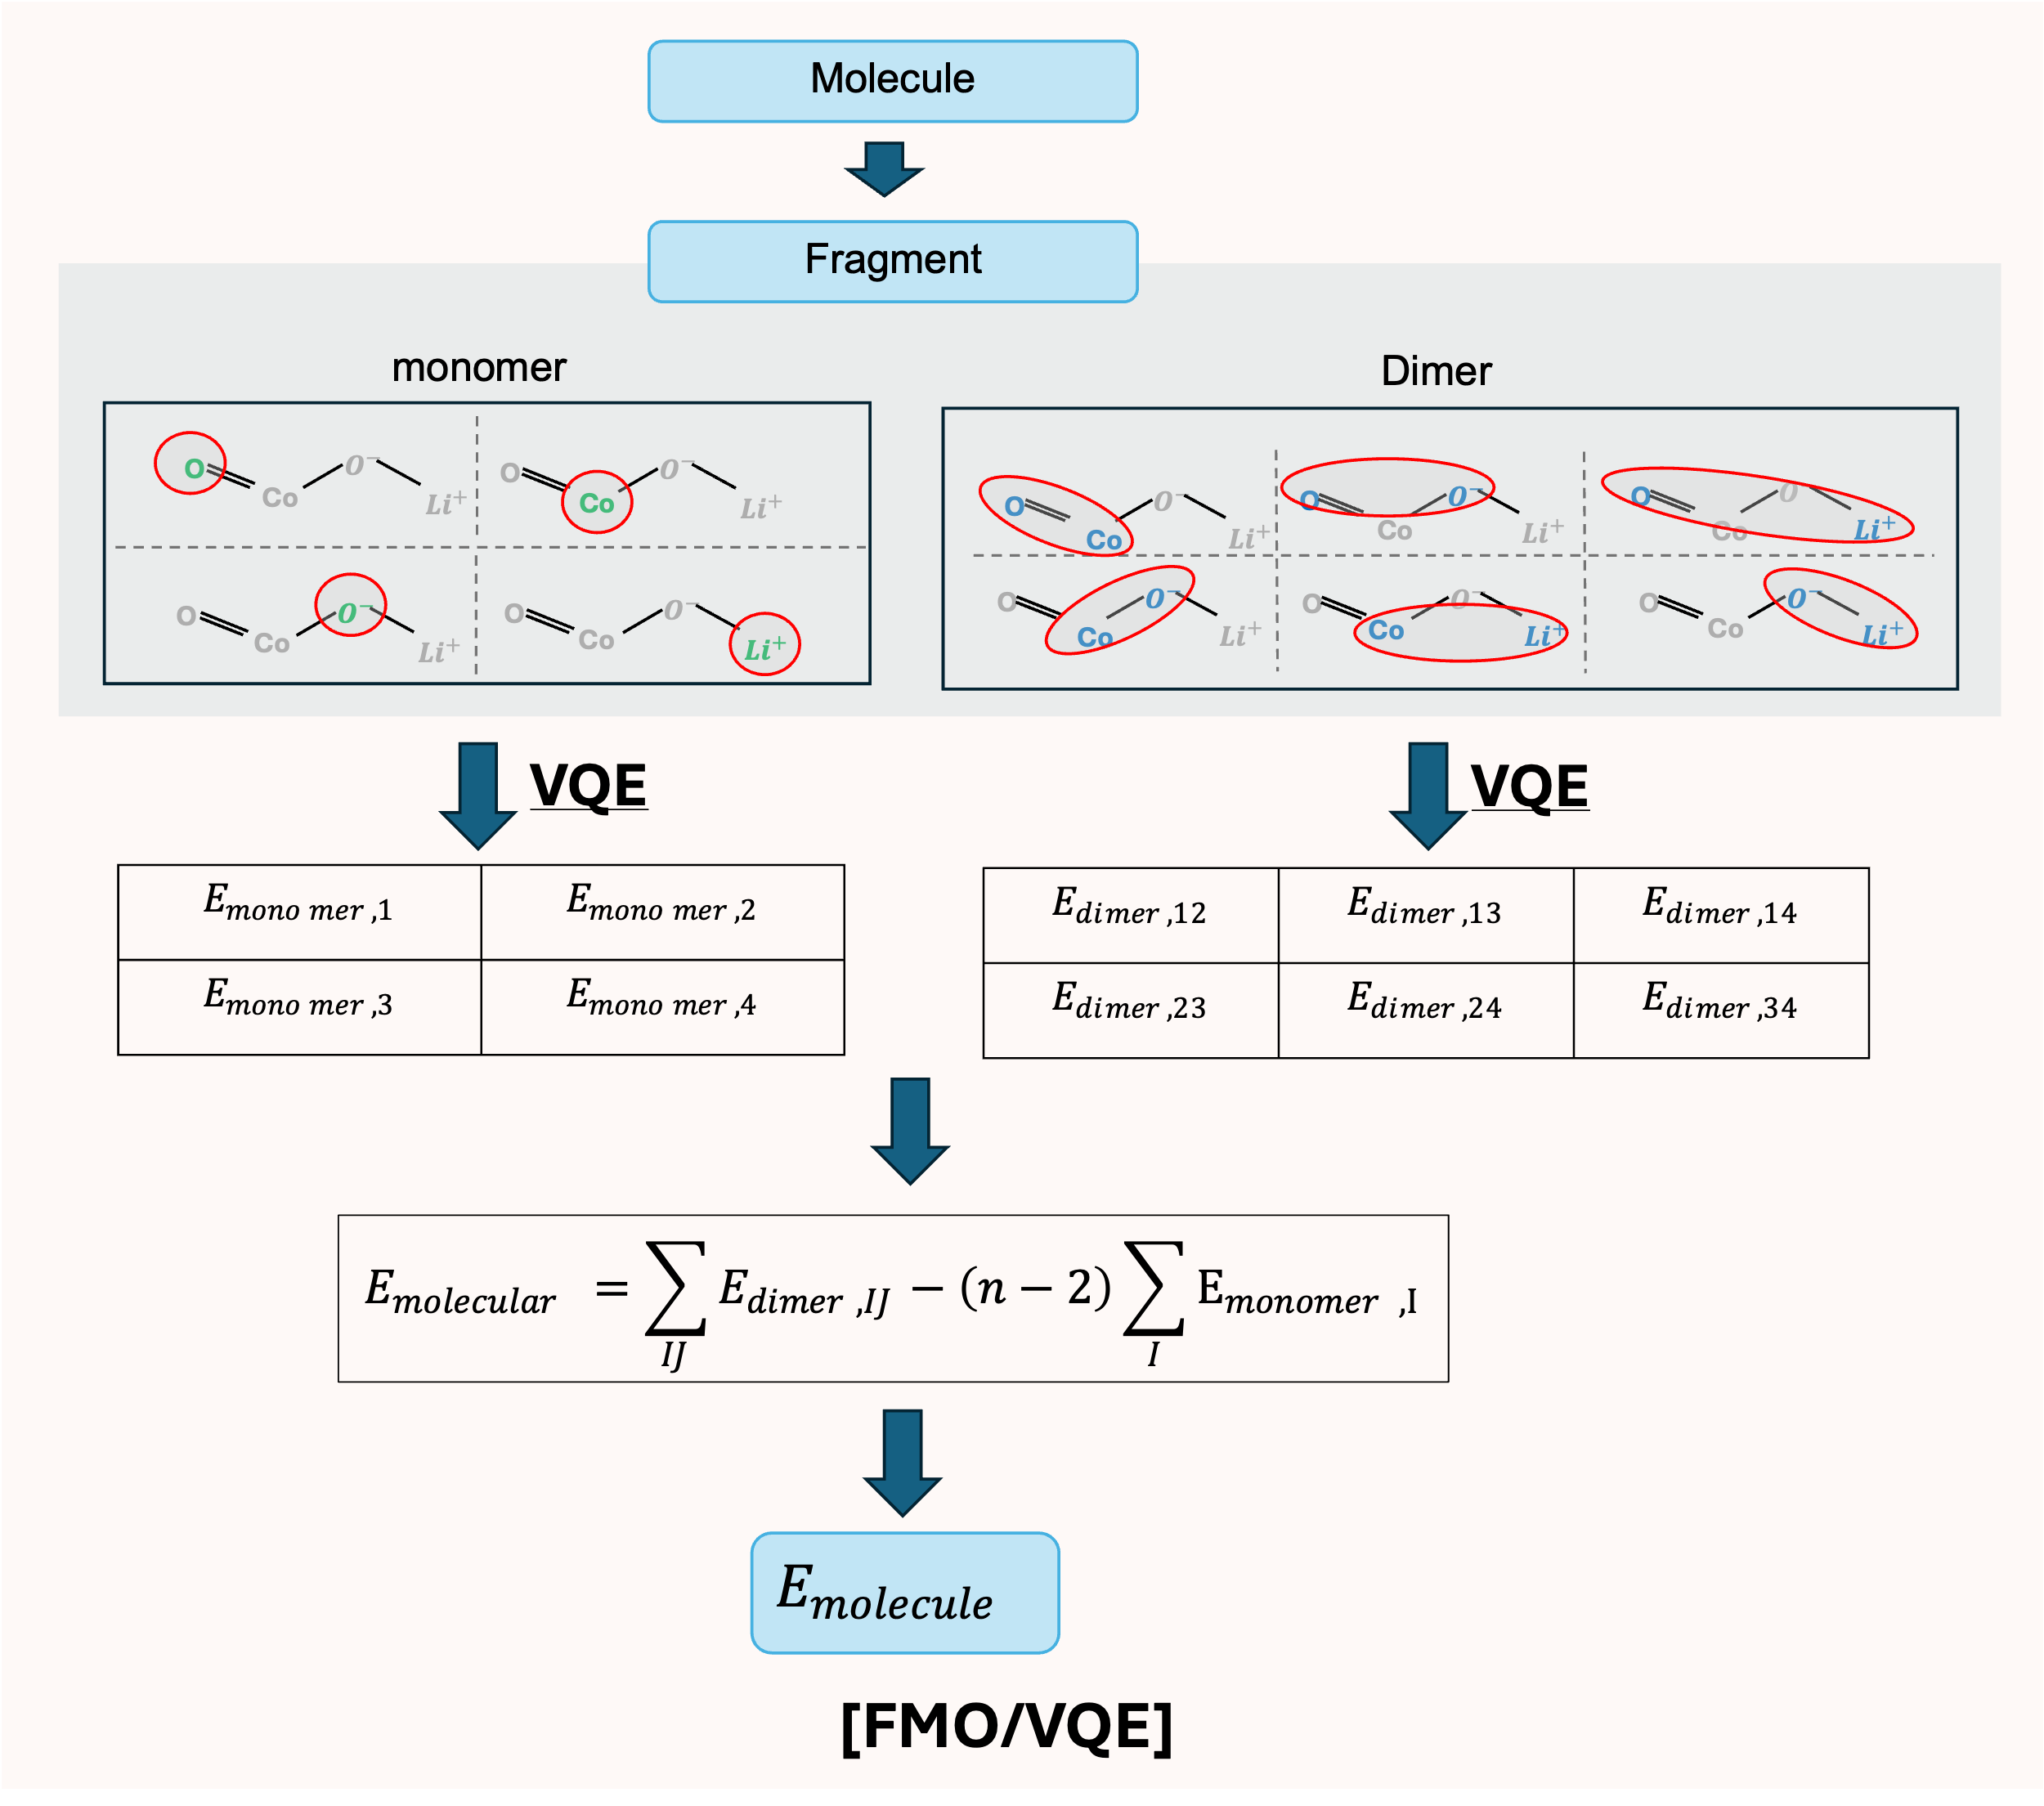 Molecule
Fragment
monomer
Dimer
O Co O⁻ Li⁺
O Co O⁻ Li⁺
O Co O⁻ Li⁺
O Co O⁻ Li⁺
O Co O⁻ Li⁺
O Co O⁻ Li⁺
O Co O Li⁺
O Co O⁻ Li⁺
O Co O⁻ Li⁺
O Co O⁻ Li⁺
VQE
VQE
E_mono mer ,1 E_mono mer ,2
E_mono mer ,3 E_mono mer ,4
E_dimer ,12 E_dimer ,13 E_dimer ,14
E_dimer ,23 E_dimer ,24 E_dimer ,34
E_molecular = ∑_IJ E_dimer ,IJ − (n − 2) ∑_I E_monomer ,I
E_molecule
[FMO/VQE]